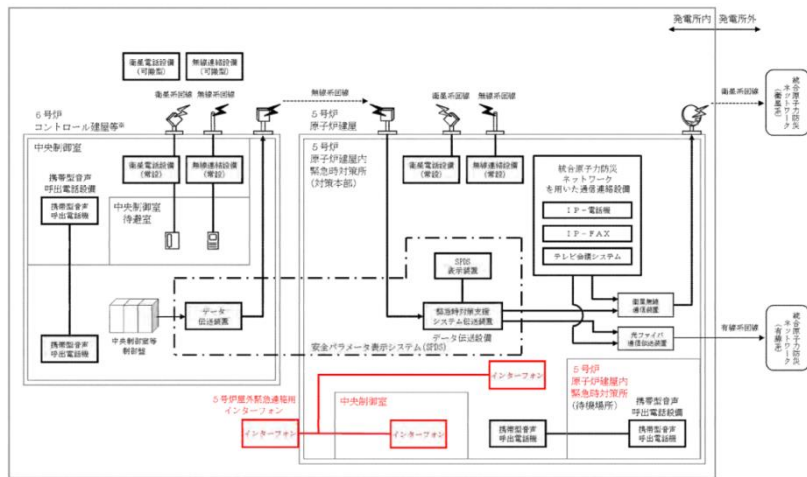 発電所内
発電所外
衛星電話設備
(可搬型)
無線連絡設備
(可搬型)
衛星系回線
無線系回線
無線系回線
衛星系回線
無線系回線
衛星系回線
統合原子力防災
ネットワーク
(衛星系)
6号炉
コントロール建屋等※
5号炉
原子炉建屋
中央制御室
携帯型音声
呼出電話設備
携帯型音声
呼出電話機
衛星電話設備
(常設)
無線連絡設備
(常設)
中央制御室
待避室
5号炉
原子炉建屋内
緊急時対策所
(対策本部)
衛星電話設備
(常設)
無線連絡設備
(常設)
統合原子力防災
ネットワーク
を用いた通信連絡設備
IP-電話機
IP-FAX
テレビ会議システム
SPDS
表示装置
データ
伝送装置
緊急時対策支援
システム伝送装置
データ伝送設備
衛星無線
通信装置
光ファイバ
通信伝送装置
有線系回線
統合原子力防災
ネットワーク
(有線系)
携帯型音声
呼出電話機
中央制御室等
制御盤
安全パラメータ表示システム(SPDS)
インターフォン
5号炉屋外緊急連絡用
インターフォン
インターフォン
中央制御室
インターフォン
5号炉
原子炉建屋内
緊急時対策所
(待機場所)
携帯型音声
呼出電話設備
携帯型音声
呼出電話機
携帯型音声
呼出電話機